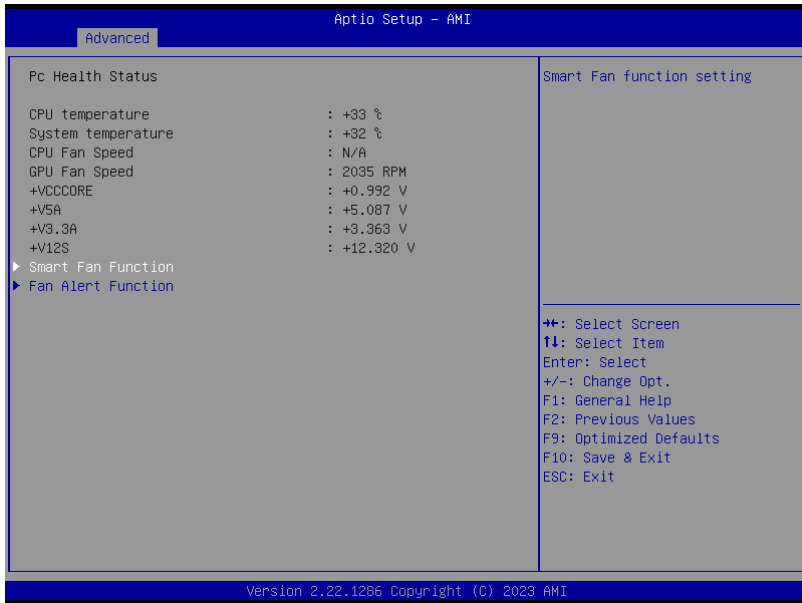 Aptio Setup – AMI
Advanced
Pc Health Status
CPU temperature : +33 ℃
System temperature : +32 ℃
CPU Fan Speed : N/A
GPU Fan Speed : 2035 RPM
+VCCCORE : +0.992 V
+V5A : +5.087 V
+V3.3A : +3.363 V
+V12S : +12.320 V
► Smart Fan Function
► Fan Alert Function
Smart Fan function setting
→←: Select Screen
↑↓: Select Item
Enter: Select
+/-: Change Opt.
F1: General Help
F2: Previous Values
F9: Optimized Defaults
F10: Save & Exit
ESC: Exit
Version 2.22.1286 Copyright (C) 2023 AMI